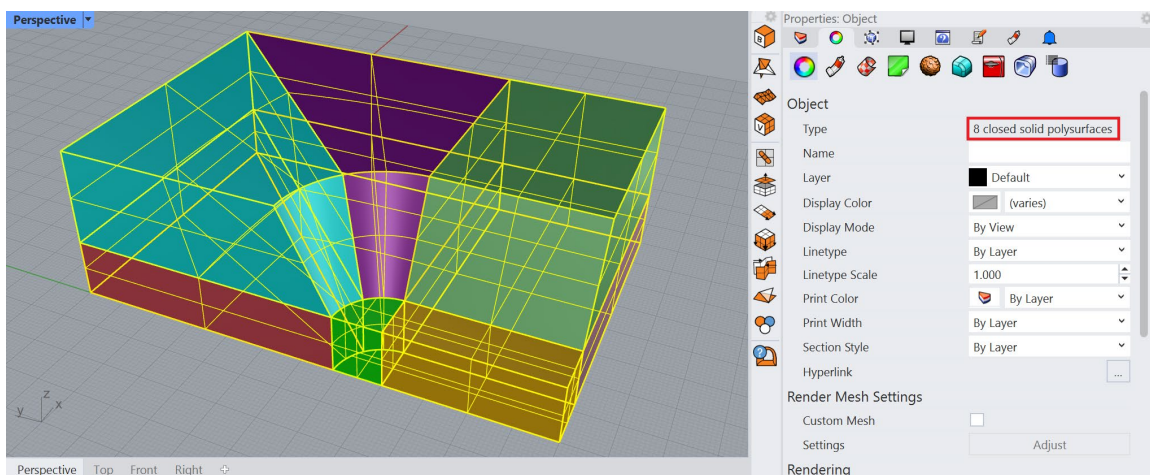 Perspective
Properties: Object
Object
Type 8 closed solid polysurfaces
Name
Layer Default
Display Color (varies)
Display Mode By View
Linetype By Layer
Linetype Scale 1.000
Print Color By Layer
Print Width By Layer
Section Style By Layer
Hyperlink ...
Render Mesh Settings
Custom Mesh
Settings Adjust
Rendering
z
y x
Perspective Top Front Right